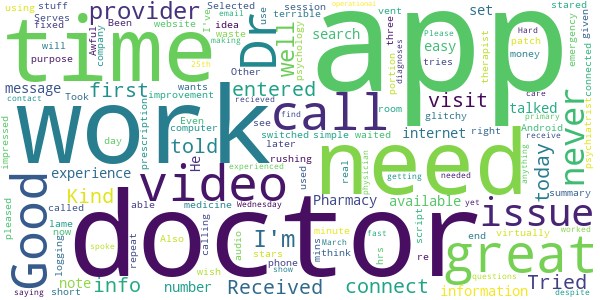 using stuff provider Been Serves fixed idea terrible Selected email I've
time Dr well use session set Please patch app
purpose company website waste Awful will search vent easy tries three portion money Hard operational
message first entered psychology Other improvement
Took wants Even computer call visit talked emergency diagnoses therapist 25th making given connected
work told see switched simple waited glitchy internet right room care primary Android receive psychiatrist stared
impressed prescription day contact find recieved He later rushing real need today never
Good experience Kind video used physician experienced getting needed anything
pleased called lame now able medicine Wednesday Pharmacy available yet issue summary
logging spoke Also repeat calling audio doctor I'm minute March stars phone think wish script mins hrs virtually worked great
note info number Received show connect re end fast information Tried
saying short questions despite